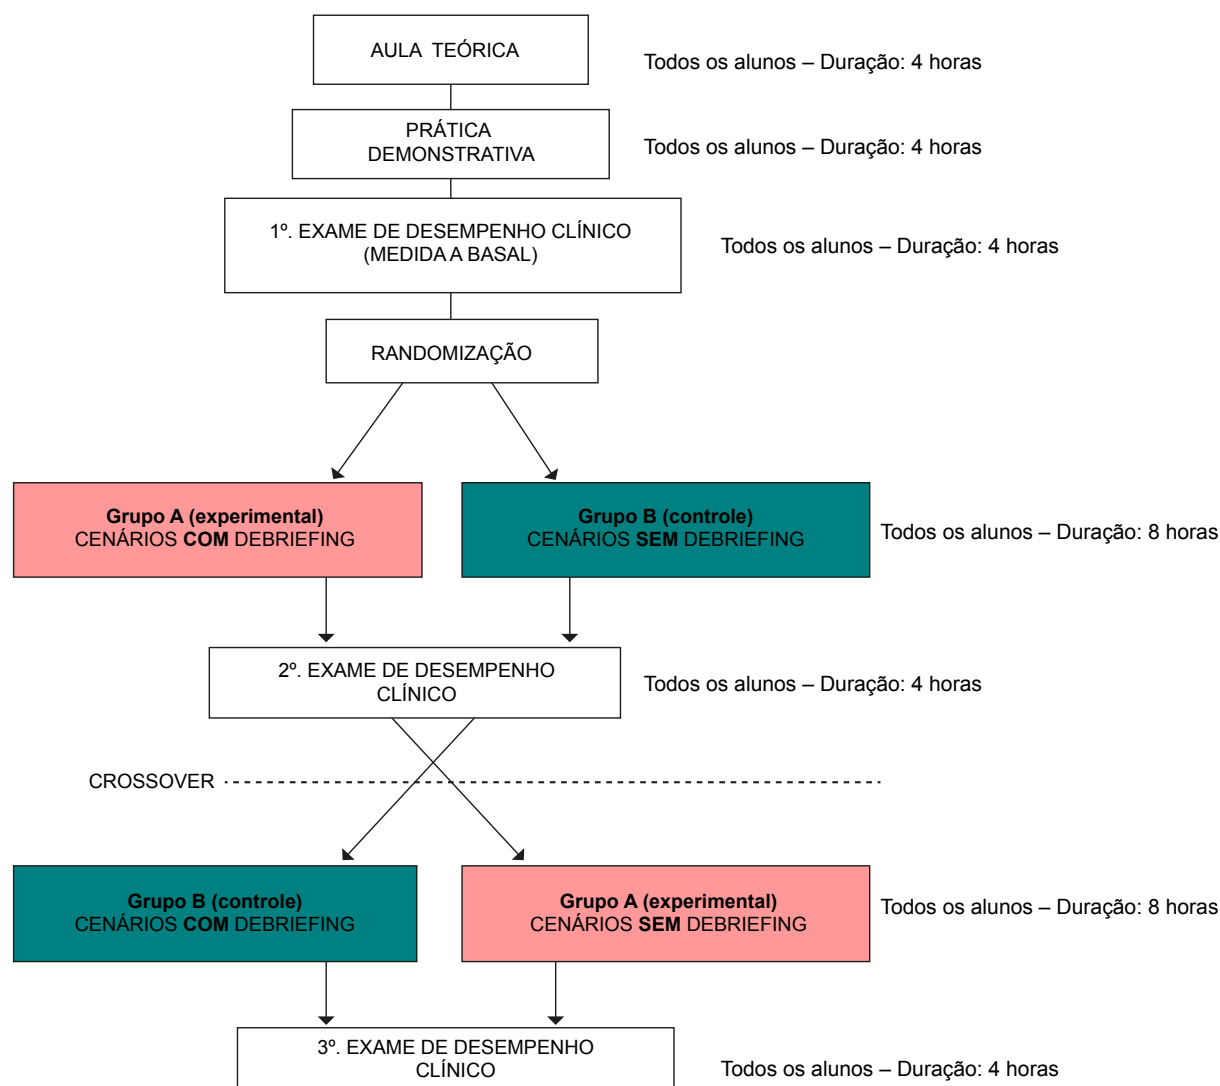 AULA TEÓRICA
Todos os alunos – Duração: 4 horas
PRÁTICA
DEMONSTRATIVA
Todos os alunos – Duração: 4 horas
1º. EXAME DE DESEMPENHO CLÍNICO
(MEDIDA A BASAL)
Todos os alunos – Duração: 4 horas
RANDOMIZAÇÃO
Grupo A (experimental)
CENÁRIOS COM DEBRIEFING
Grupo B (controle)
CENÁRIOS SEM DEBRIEFING
Todos os alunos – Duração: 8 horas
2º. EXAME DE DESEMPENHO
CLÍNICO
Todos os alunos – Duração: 4 horas
CROSSOVER
Grupo B (controle)
CENÁRIOS COM DEBRIEFING
Grupo A (experimental)
CENÁRIOS SEM DEBRIEFING
Todos os alunos – Duração: 8 horas
3º. EXAME DE DESEMPENHO
CLÍNICO
Todos os alunos – Duração: 4 horas